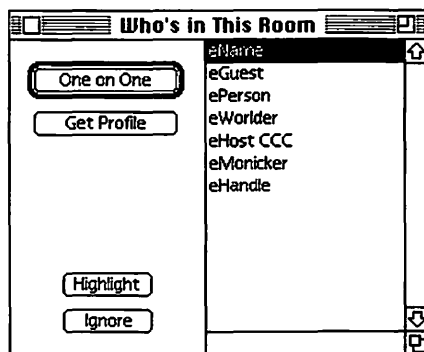 Who's in This Room
One on One
Get Profile
Highlight
Ignore
eName
eGuest
ePerson
eWorlder
eHost CCC
eMonicker
eHandle